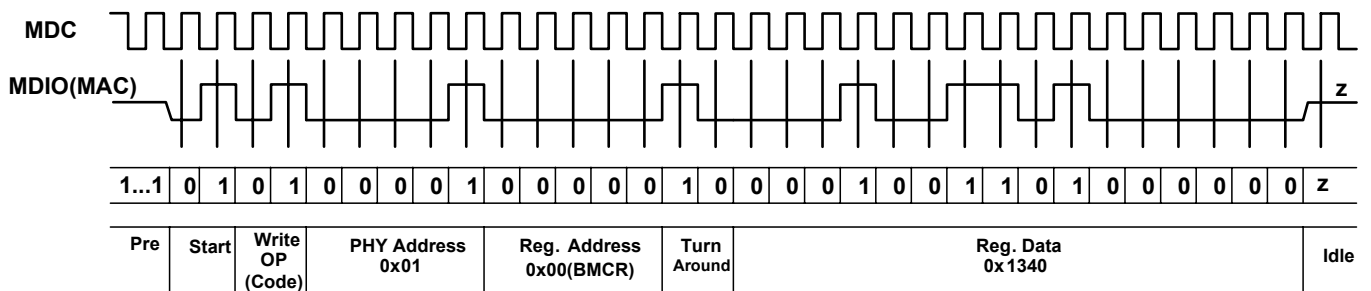 MDC
MDIO(MAC)
z
1...1 0 1 0 1 0 0 0 0 1 0 0 0 0 0 1 0 0 0 0 1 0 0 1 1 0 1 0 0 0 0 0 0 z
Pre
Start
Write
OP
(Code)
PHY Address
0x01
Reg. Address
0x00(BMCR)
Turn
Around
Reg. Data
0x1340
Idle